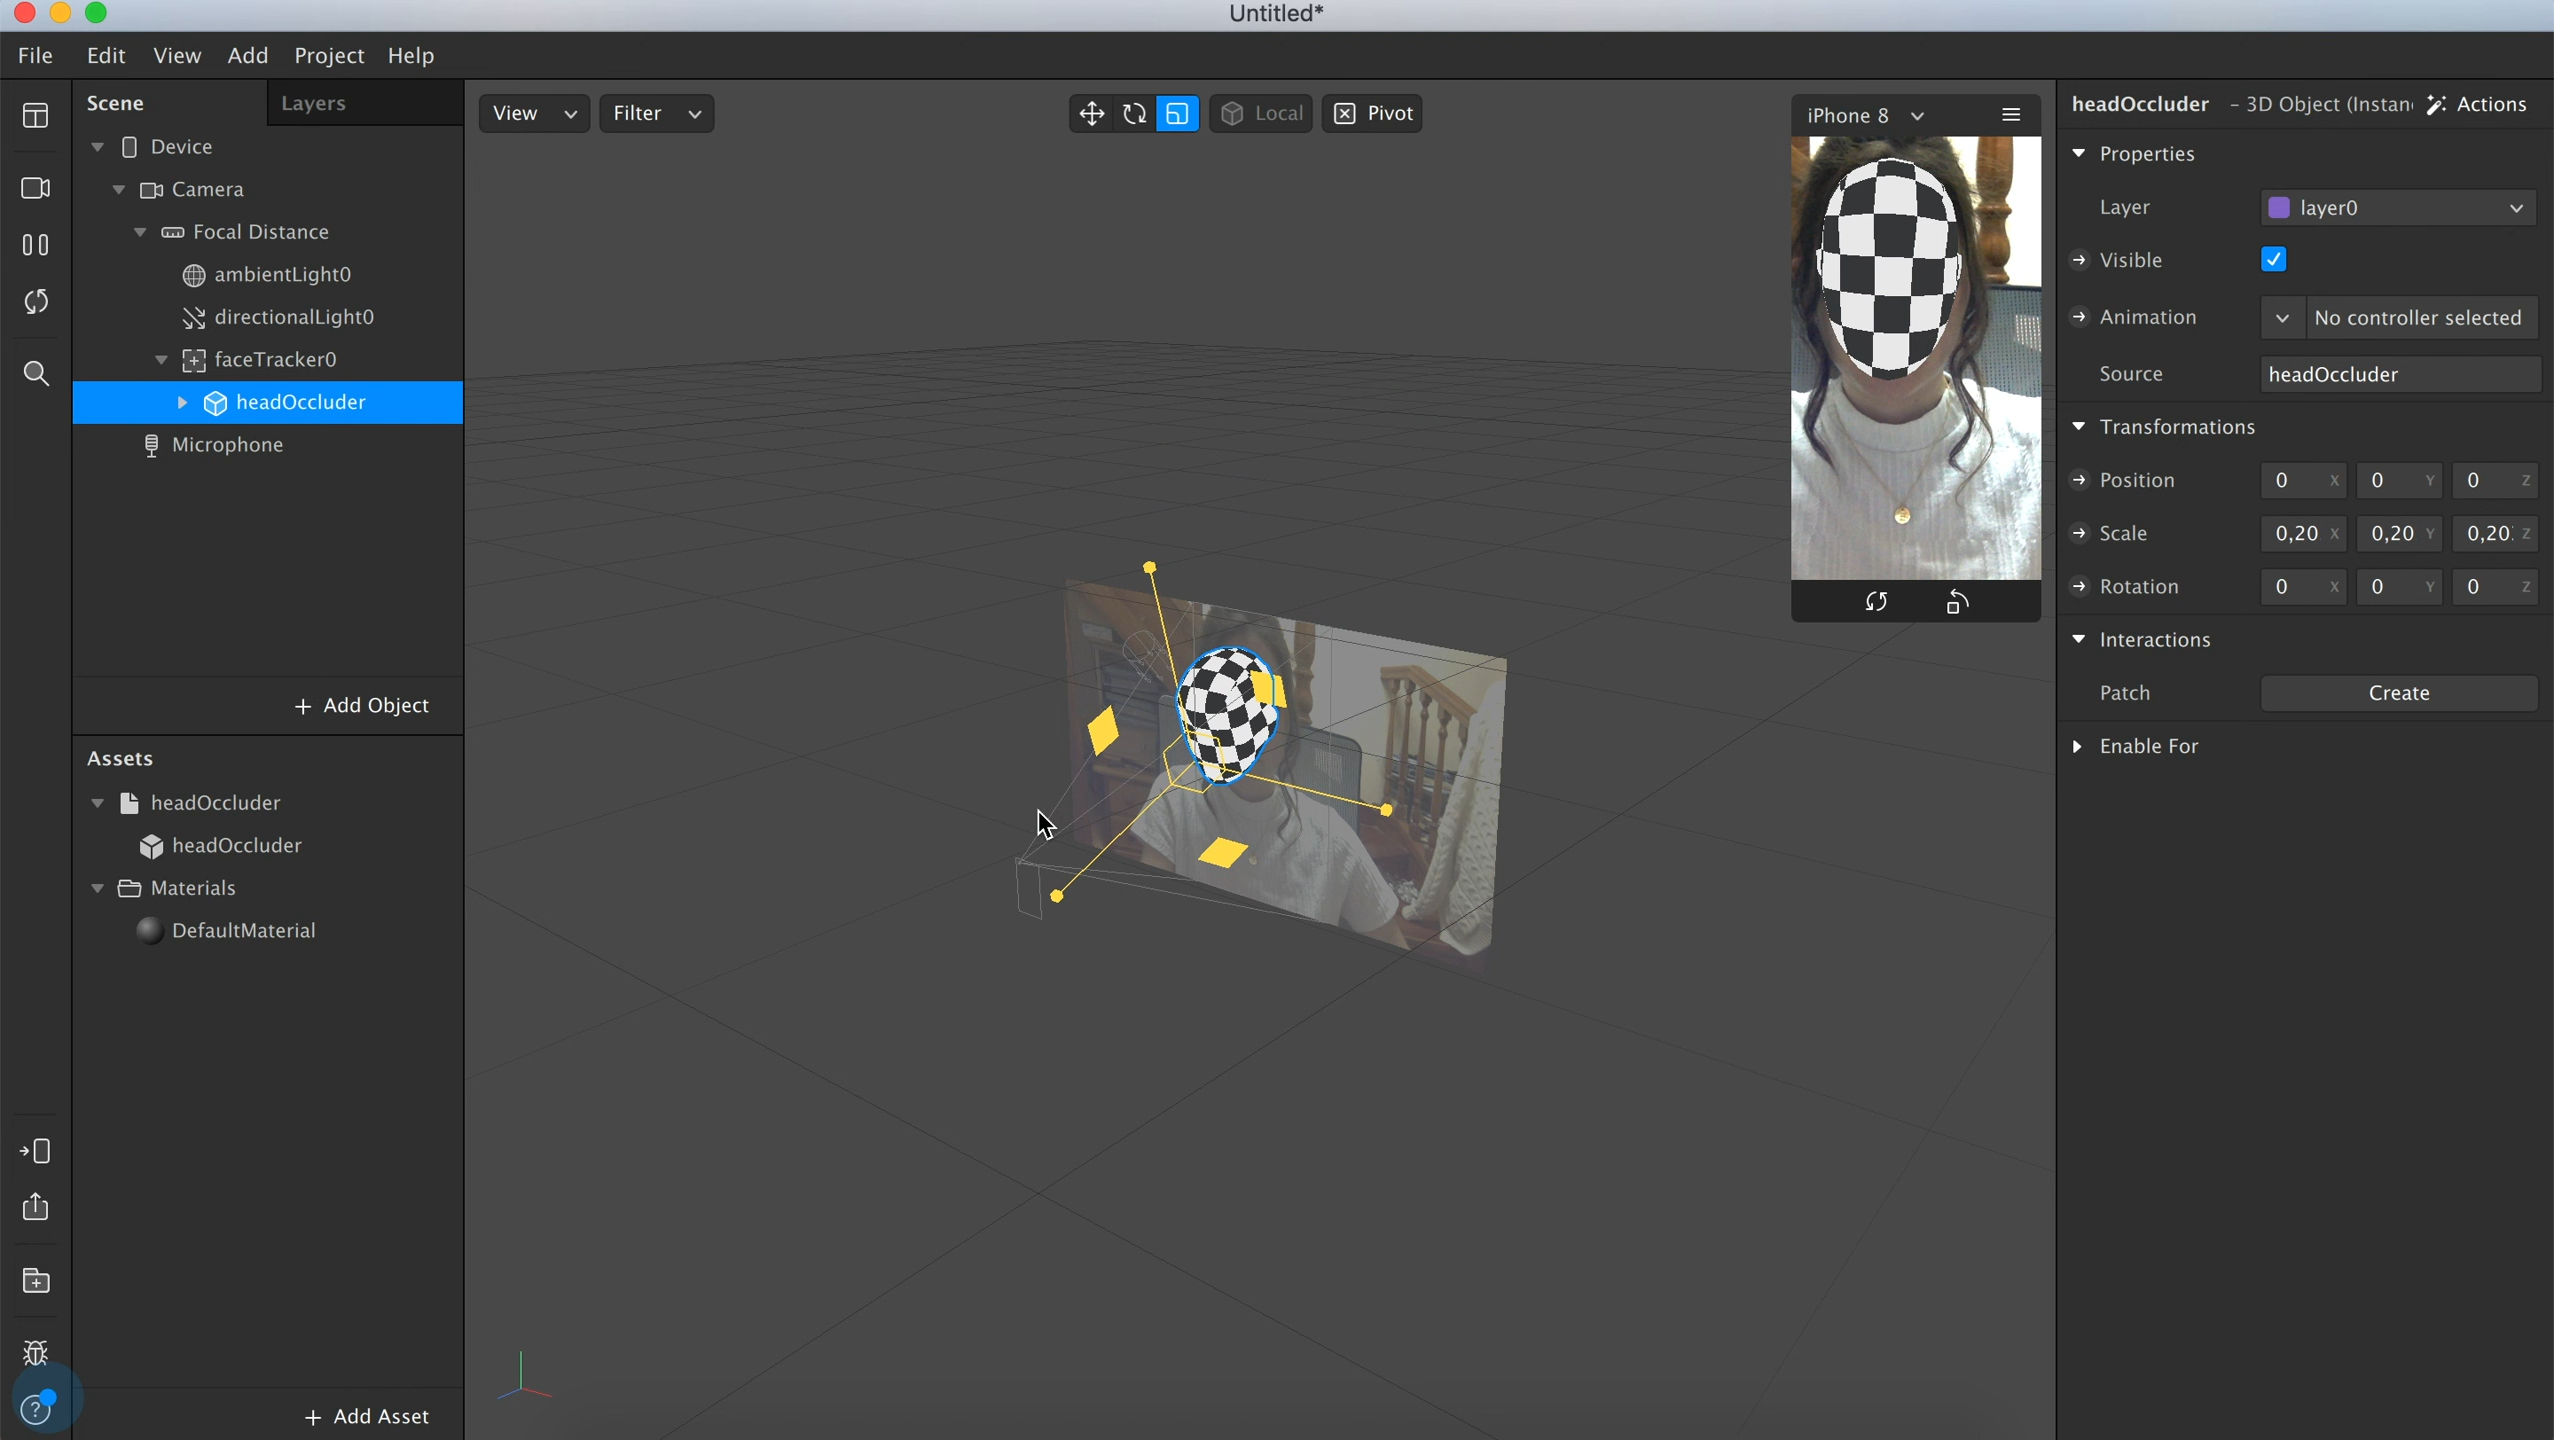 Untitled*
File Edit View Add Project Help
Scene Layers
Device
Camera
Focal Distance
ambientLight0
directionalLight0
faceTracker0
headOccluder
Microphone
+ Add Object
Assets
headOccluder
headOccluder
Materials
DefaultMaterial
+ Add Asset
View Filter Local Pivot
iPhone 8
headOccluder – 3D Object (Instan Actions
Properties
Layer layer0
Visible
Animation No controller selected
Source headOccluder
Transformations
Position 0 X 0 Y 0 Z
Scale 0,20 X 0,20 Y 0,20 Z
Rotation 0 X 0 Y 0 Z
Interactions
Patch Create
Enable For